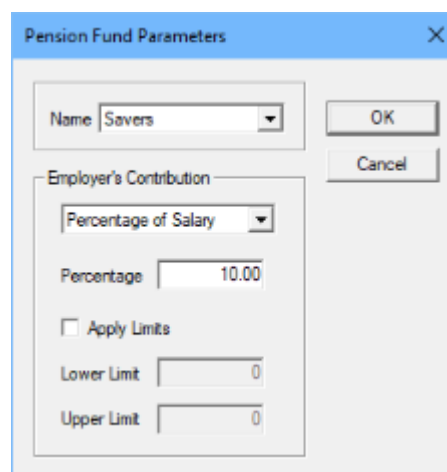 Pension Fund Parameters
Name Savers
OK
Cancel
Employer's Contribution
Percentage of Salary
Percentage 10.00
Apply Limits
Lower Limit 0
Upper Limit 0